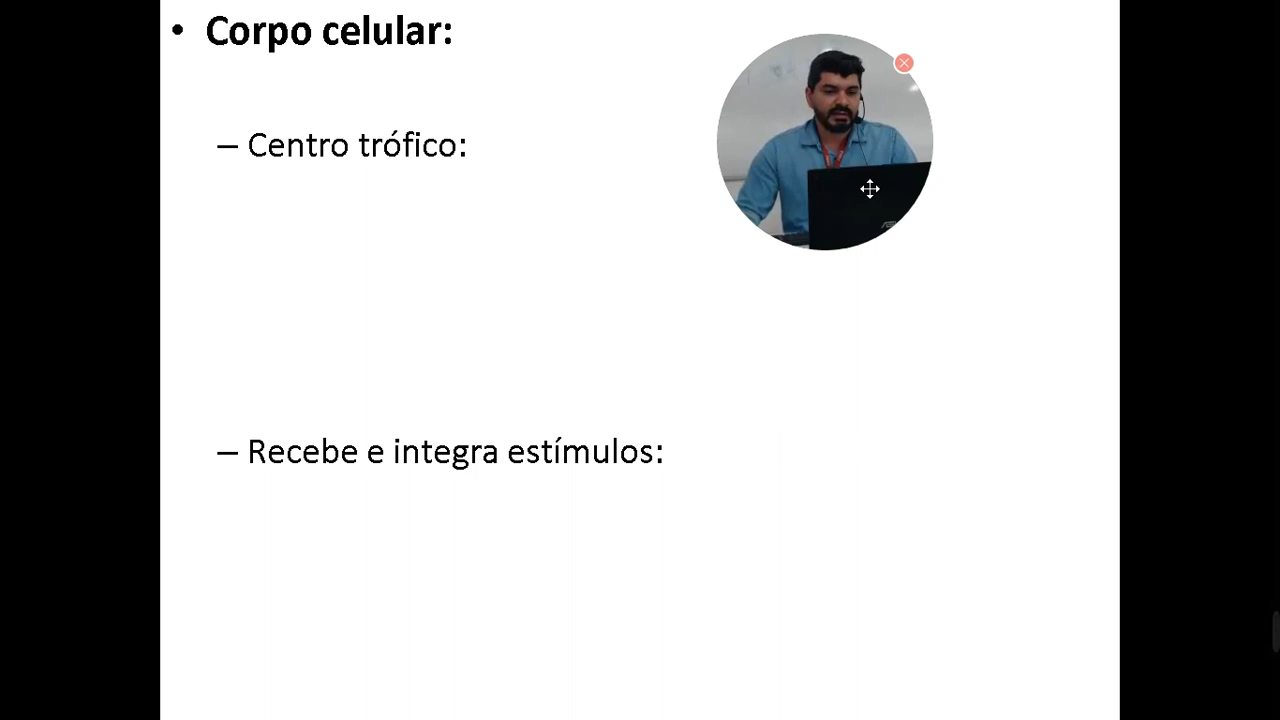 • Corpo celular:
– Centro trófico:
– Recebe e integra estímulos: